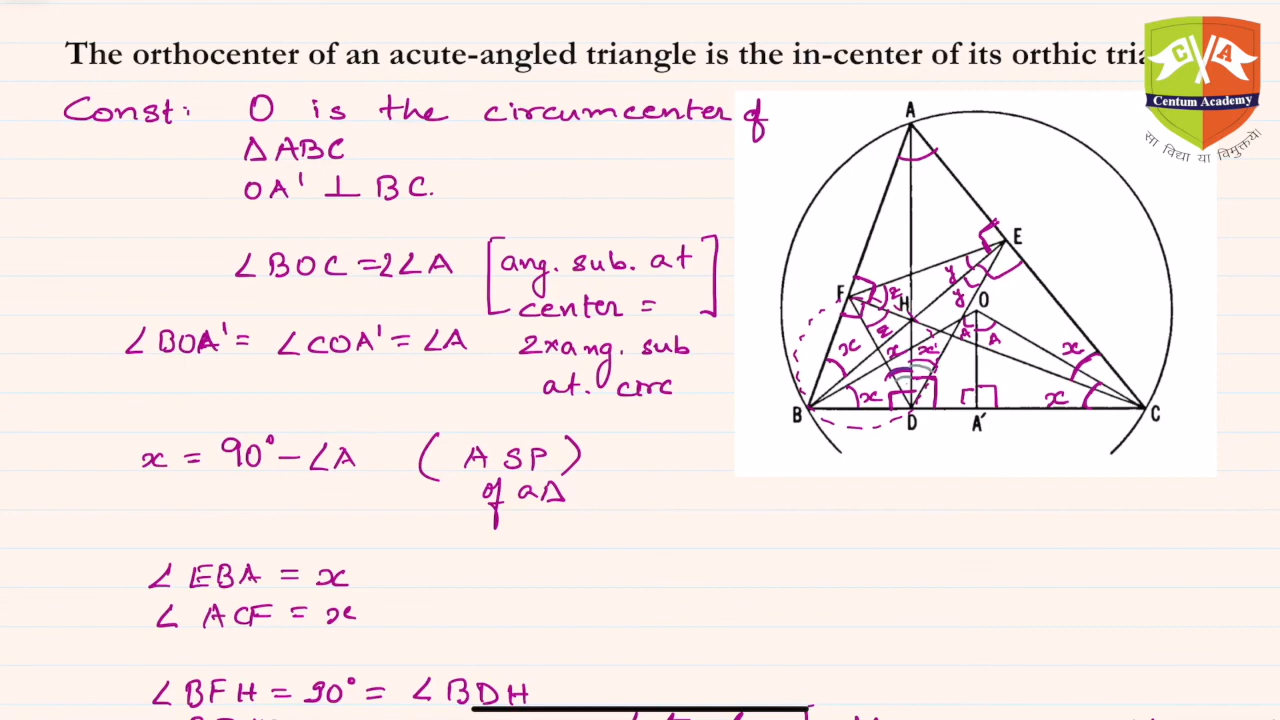 The orthocenter of an acute-angled triangle is the in-center of its orthic tria
C A
Centum Academy
सा विद्या या विमुक्तये।
Const: O is the circumcenter of
Δ ABC
OA' ⊥ BC.
∠BOC = 2∠A [ang. sub. at
center =
2x ang. sub
at. circ]
∠BOA' = ∠COA' = ∠A
x = 90° - ∠A (ASP)
of a Δ
∠EBA = x
∠ACF = x
∠BFH = 90° = ∠BDH
A
E
F
H
O
z
z
y
y
A
A
x
x
x
x
x
x
B
D
A'
C